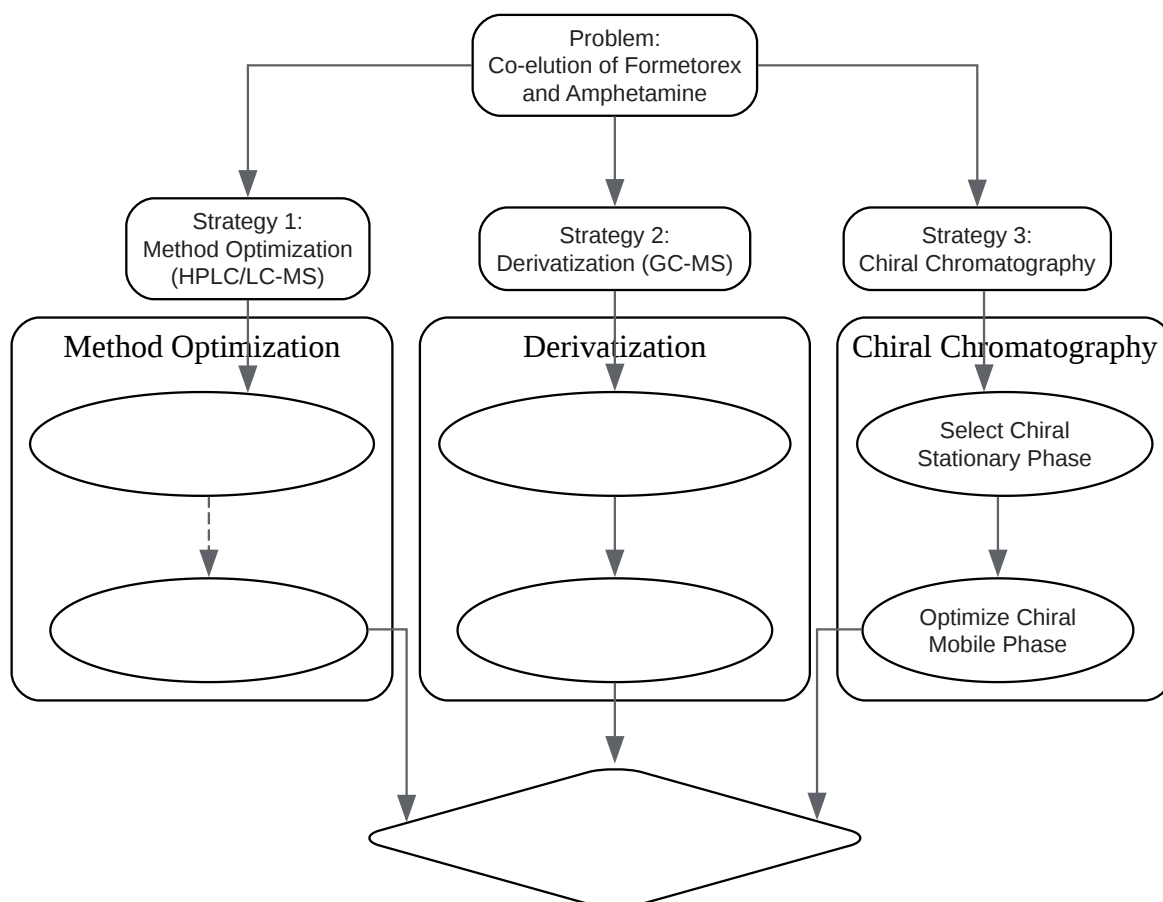 Problem:
Co-elution of Formetorex
and Amphetamine
Strategy 1:
Method Optimization
(HPLC/LC-MS)
Strategy 2:
Derivatization (GC-MS)
Strategy 3:
Chiral Chromatography
Method Optimization
Derivatization
Chiral Chromatography
Select Chiral
Stationary Phase
Optimize Chiral
Mobile Phase